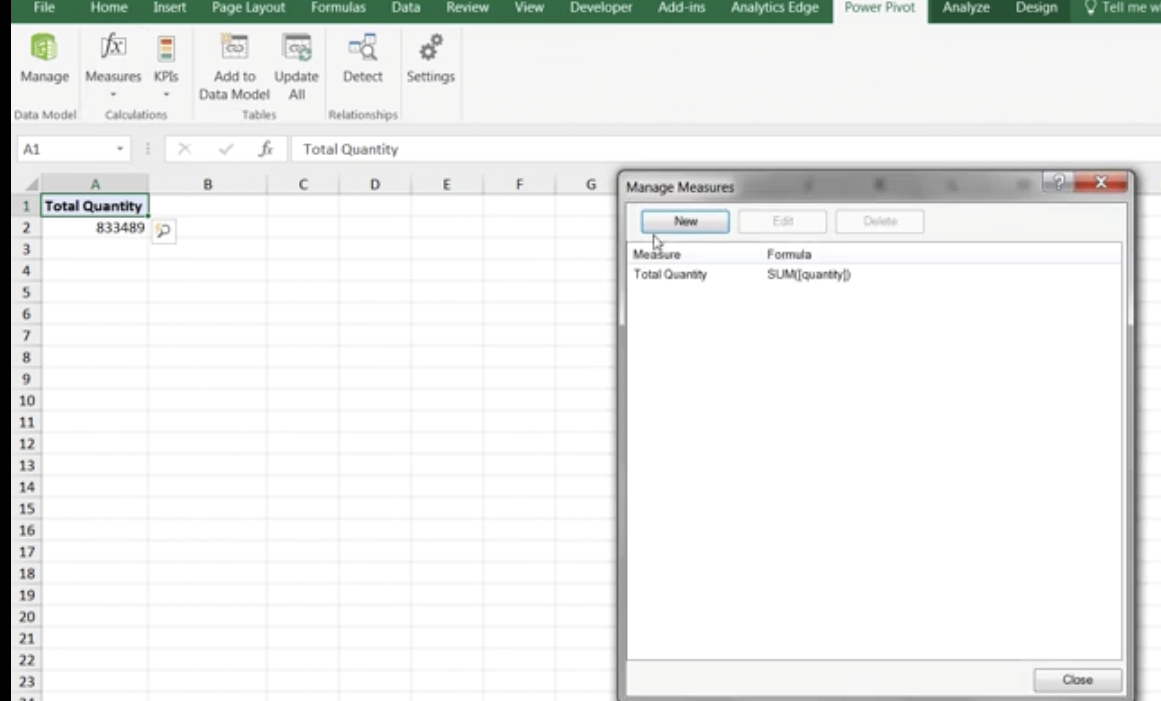 File Home Insert Page Layout Formulas Data Review View Developer Add-ins Analytics Edge Power Pivot Analyze Design Tell me
Manage Measures KPIs Add to Data Model Update All Detect Settings
Data Model Calculations Tables Relationships
A1 fx Total Quantity
A B C D E F G
1 Total Quantity
2 833489
3
4
5
6
7
8
9
10
11
12
13
14
15
16
17
18
19
20
21
22
23
Manage Measures ? X
New Edit Delete
Measure Formula
Total Quantity SUM([quantity])
Close